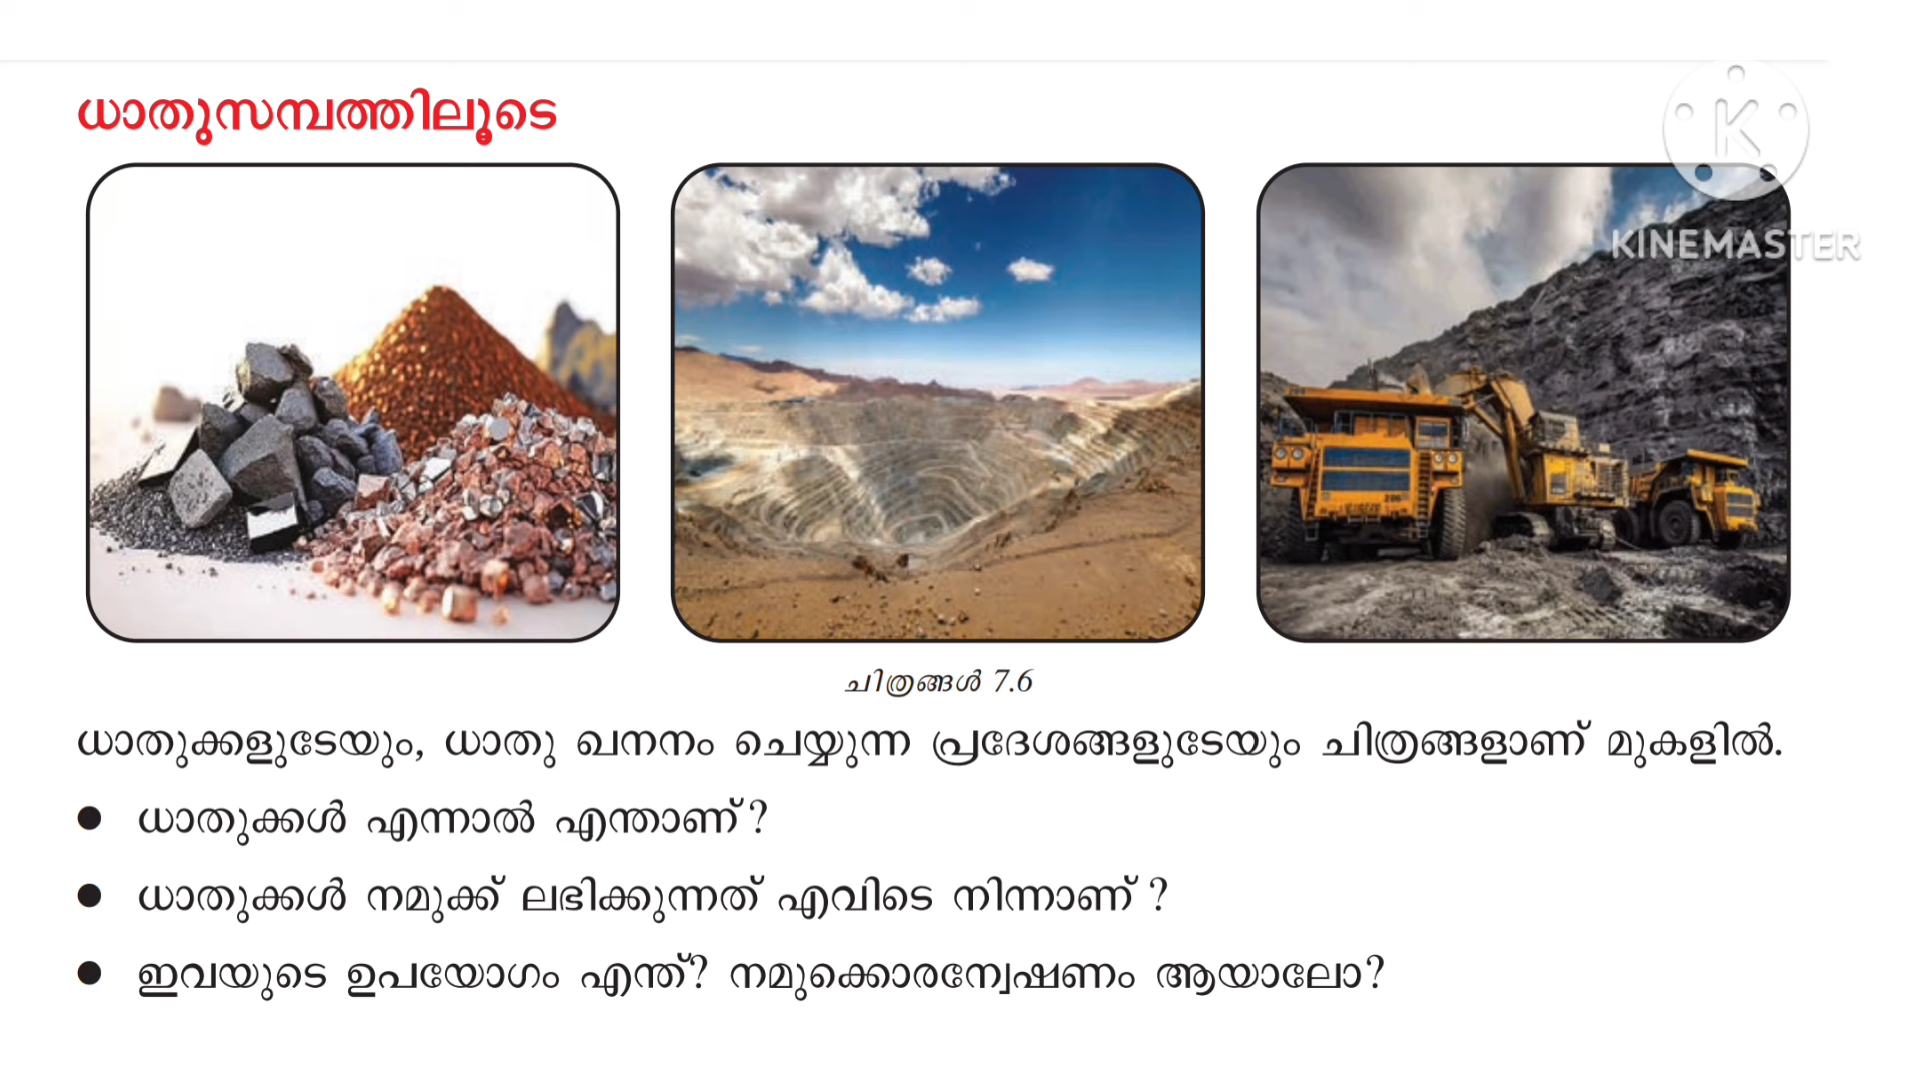 ധാതുസമ്പത്തിലൂടെ
K
KINEMASTER
ചിത്രങ്ങൾ 7.6
ധാതുക്കളുടേയും, ധാതു ഖനനം ചെയ്യുന്ന പ്രദേശങ്ങളുടേയും ചിത്രങ്ങളാണ് മുകളിൽ.
● ധാതുക്കൾ എന്നാൽ എന്താണ്?
● ധാതുക്കൾ നമുക്ക് ലഭിക്കുന്നത് എവിടെ നിന്നാണ് ?
● ഇവയുടെ ഉപയോഗം എന്ത്? നമുക്കൊരന്വേഷണം ആയാലോ?